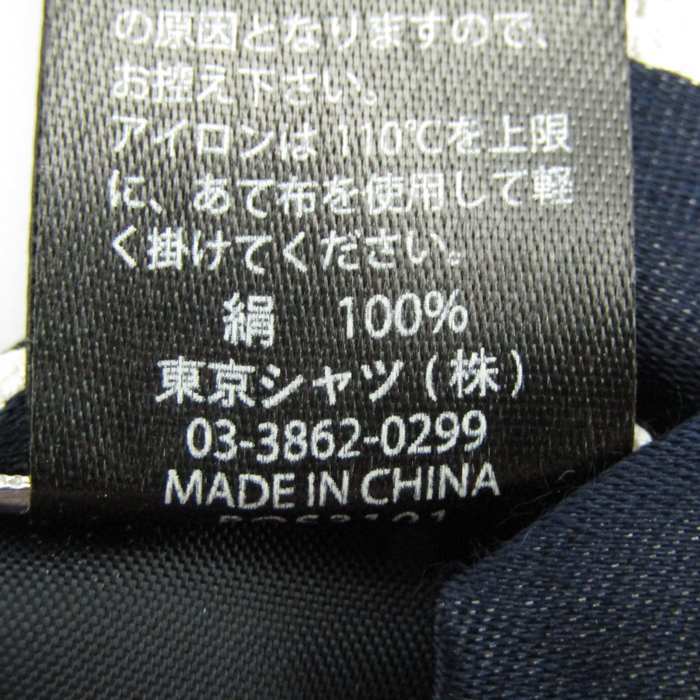 の原因となりますので、
お控え下さい。
アイロンは 110℃を上限
に、あて布を使用して軽
く掛けてください。
絹 100%
東京シャツ (株)
03-3862-0299
MADE IN CHINA